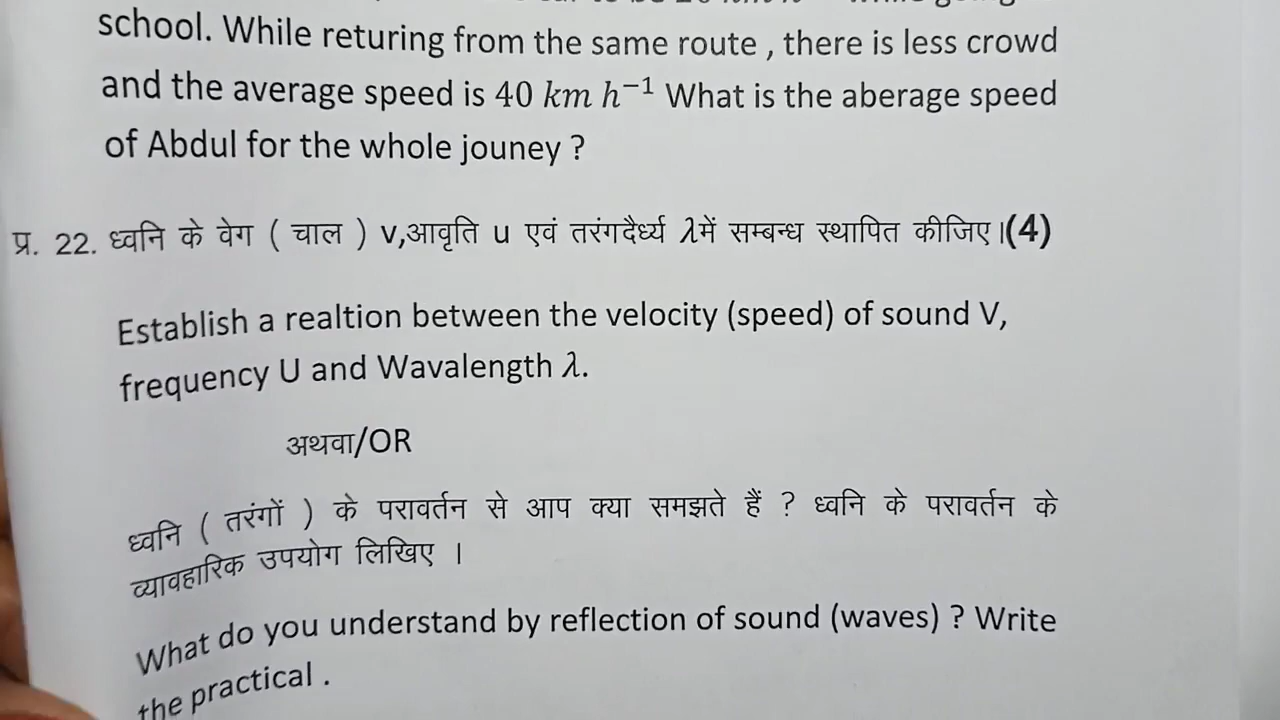 school. While returing from the same route , there is less crowd
and the average speed is 40 km h⁻¹ What is the aberage speed
of Abdul for the whole jouney ?
प्र. 22. ध्वनि के वेग ( चाल ) v,आवृति u एवं तरंगदैर्ध्य λमें सम्बन्ध स्थापित कीजिए।(4)
Establish a realtion between the velocity (speed) of sound V,
frequency U and Wavalength λ.
अथवा/OR
ध्वनि ( तरंगों ) के परावर्तन से आप क्या समझते हैं ? ध्वनि के परावर्तन के
व्यावहारिक उपयोग लिखिए ।
What do you understand by reflection of sound (waves) ? Write
the practical .